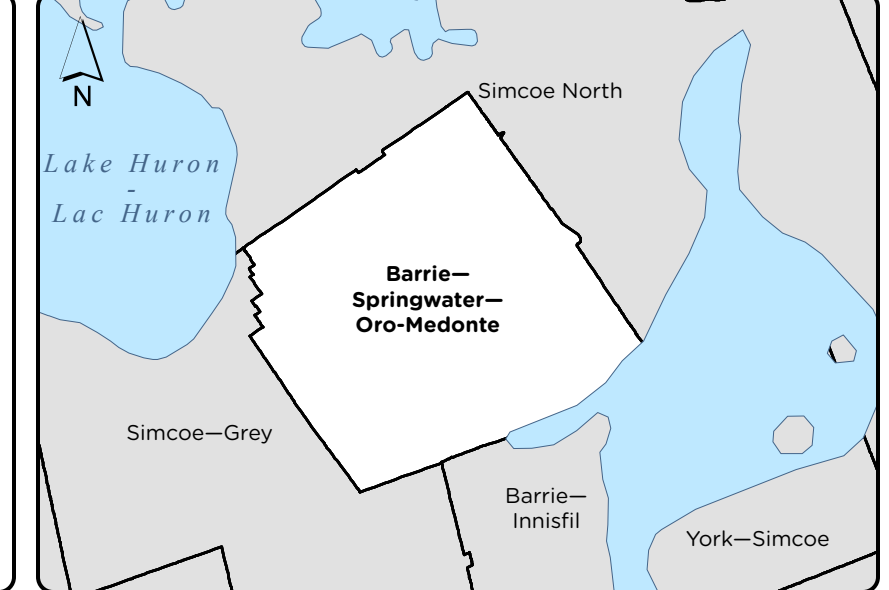 N
Simcoe North
Lake Huron
-
Lac Huron
Barrie—
Springwater—
Oro-Medonte
Simcoe—Grey
Barrie—
Innisfil
York—Simcoe